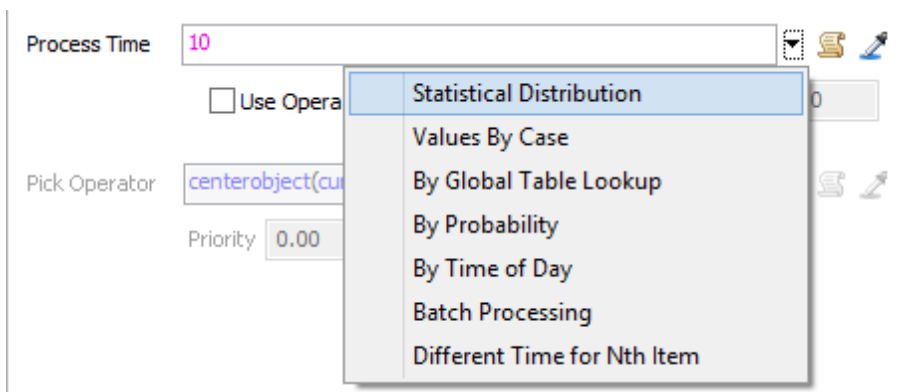 Process Time 10
Use Opera
Statistical Distribution
0
Values By Case
Pick Operator centerobject(cu
By Global Table Lookup
By Probability
Priority 0.00
By Time of Day
Batch Processing
Different Time for Nth Item